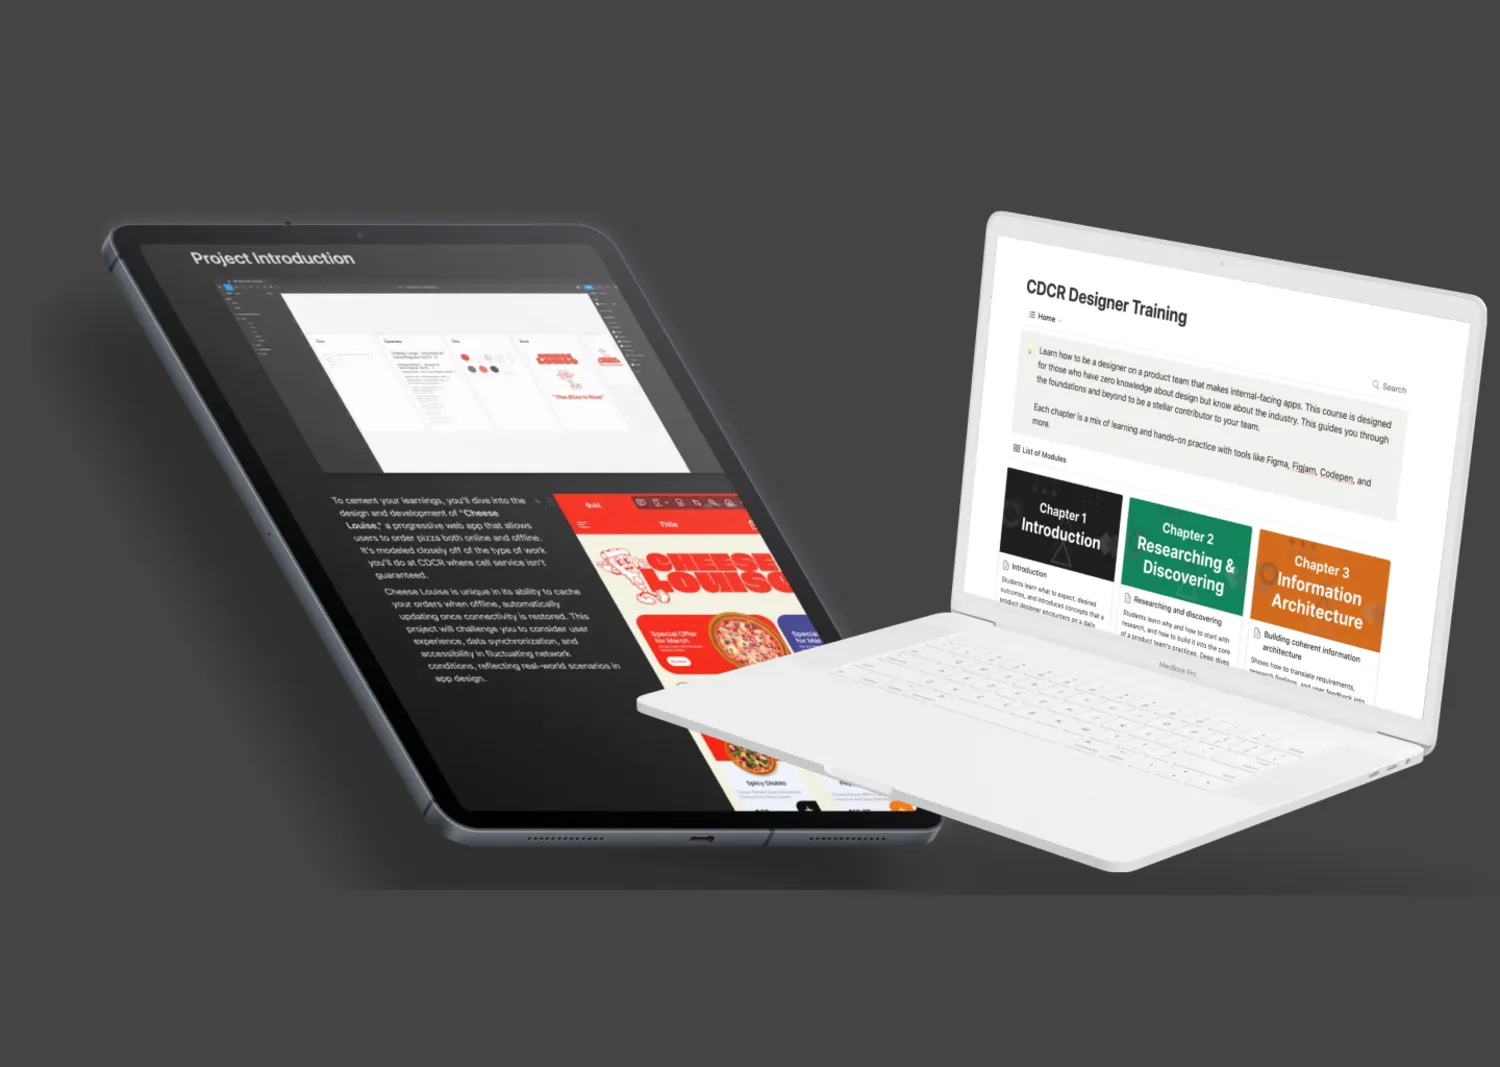 Project Introduction
"The Slice is Nice"
To cement your learnings, you'll dive into the
design and development of "Cheese
Louise," a progressive web app that allows
users to order pizza both online and offline.
It's modeled closely off of the type of work
you'll do at CDCR where cell service isn't
guaranteed.
Cheese Louise is unique in its ability to cache
your orders when offline, automatically
updating once connectivity is restored. This
project will challenge you to consider user
experience, data synchronization, and
accessibility in fluctuating network
conditions, reflecting real-world scenarios in
app design.
9:41
Title
CHEESE
LOUISE
Special Offer
for March
Special
for Mar
Spicy Diablo
CDCR Designer Training
Home
Search
Learn how to be a designer on a product team that makes internal-facing apps. This course is designed
for those who have zero knowledge about design but know about the industry. This guides you through
the foundations and beyond to be a stellar contributor to your team.
Each chapter is a mix of learning and hands-on practice with tools like Figma, Figjam, Codepen, and
more.
List of Modules
Chapter 1
Introduction
Introduction
Students learn what to expect, desired
outcomes, and introduces concepts that a
product designer encounters on a daily
Chapter 2
Researching &
Discovering
Researching and discovering
Students learn why and how to start with
research, and how to build it into the core
of a product team's practices. Deep dives
Chapter 3
Information
Architecture
Building coherent information
architecture
Shows how to translate requirements,
research findings, and user feedback into
MacBook Pro